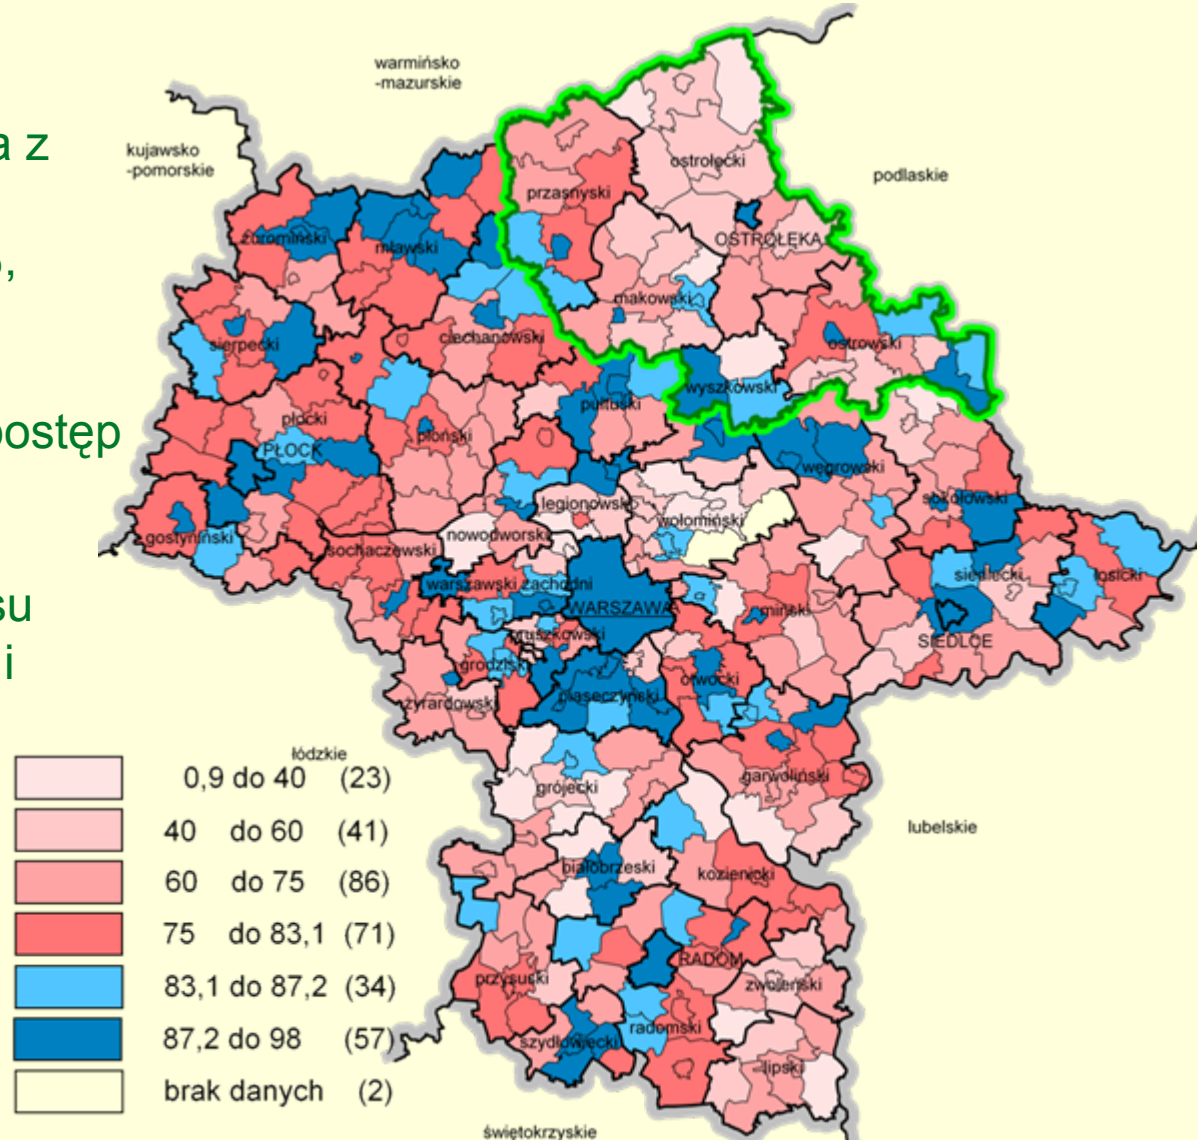 warmińsko
-mazurskie
kujawsko
-pomorskie
podlaskie
a z
,
postęp
su
i
ostrołęcki
przasnyski
OSTROŁĘKA
żuromiński
mławski
makowski
ciechanowski
sierpecki
ostrowski
wyszkowski
pułtuski
płocki
PŁOCK
płoński
węgrowski
sokołowski
legionowski
wołomiński
gostyniński
nowodworski
sochaczewski
siedlecki
łosicki
warszawski zachodni
WARSZAWA
miński
SIEDLCE
pruszkowski
grodziski
otwocki
piaseczyński
żyrardowski
łódzkie
garwoliński
grójecki
lubelskie
białobrzeski
kozienicki
RADOM
przysuski
zwoleński
radomski
szydłowiecki
lipski
świętokrzyskie
0,9 do 40 (23)
40 do 60 (41)
60 do 75 (86)
75 do 83,1 (71)
83,1 do 87,2 (34)
87,2 do 98 (57)
brak danych (2)